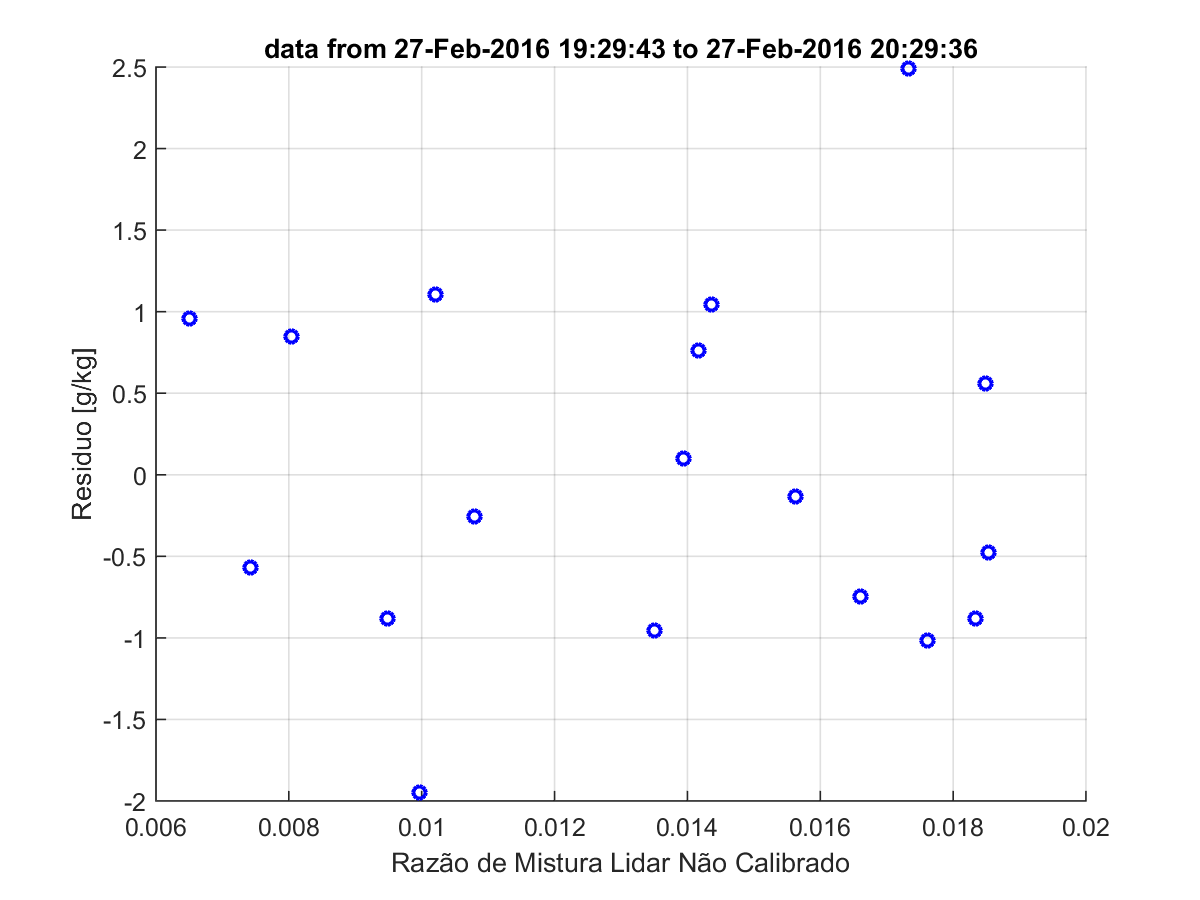 data from 27-Feb-2016 19:29:43 to 27-Feb-2016 20:29:36
2.5
2
1.5
1
0.5
0
-0.5
-1
-1.5
-2
Residuo [g/kg]
0.006 0.008 0.01 0.012 0.014 0.016 0.018 0.02
Razão de Mistura Lidar Não Calibrado